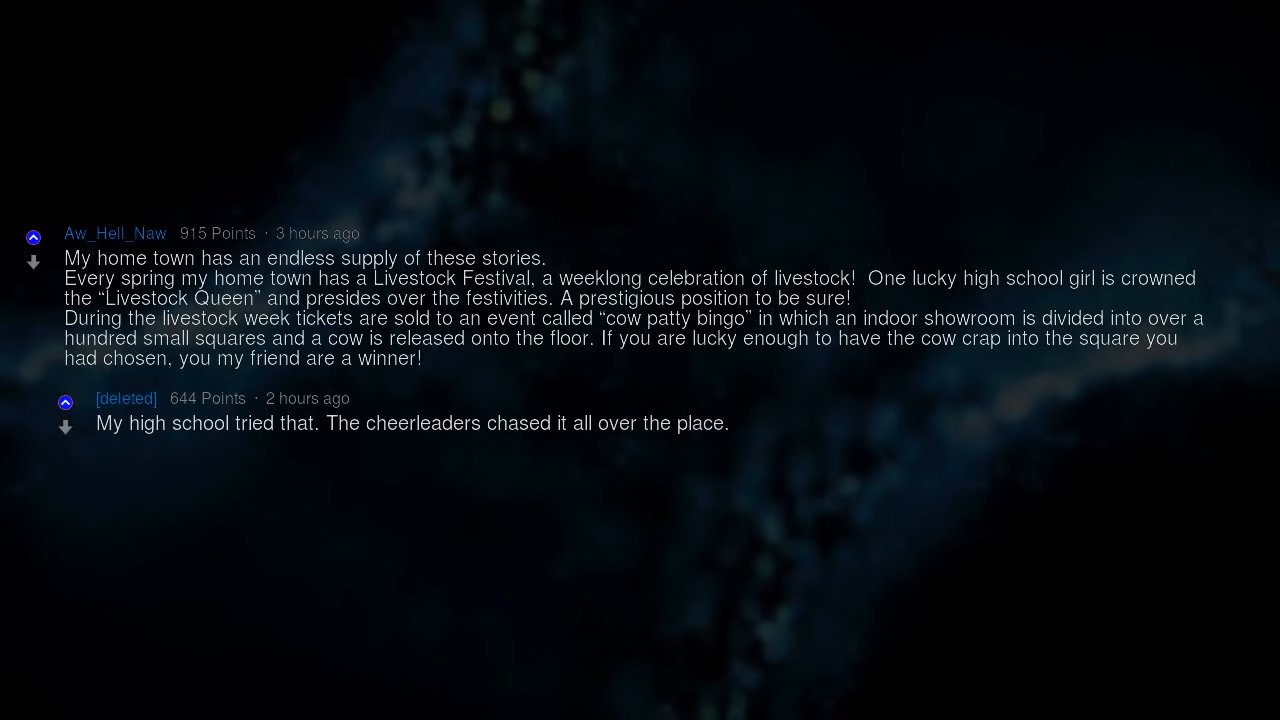 Aw_Hell_Naw 915 Points · 3 hours ago
My home town has an endless supply of these stories.
Every spring my home town has a Livestock Festival, a weeklong celebration of livestock!  One lucky high school girl is crowned
the “Livestock Queen” and presides over the festivities. A prestigious position to be sure!
During the livestock week tickets are sold to an event called “cow patty bingo” in which an indoor showroom is divided into over a
hundred small squares and a cow is released onto the floor. If you are lucky enough to have the cow crap into the square you
had chosen, you my friend are a winner!
[deleted] 644 Points · 2 hours ago
My high school tried that. The cheerleaders chased it all over the place.